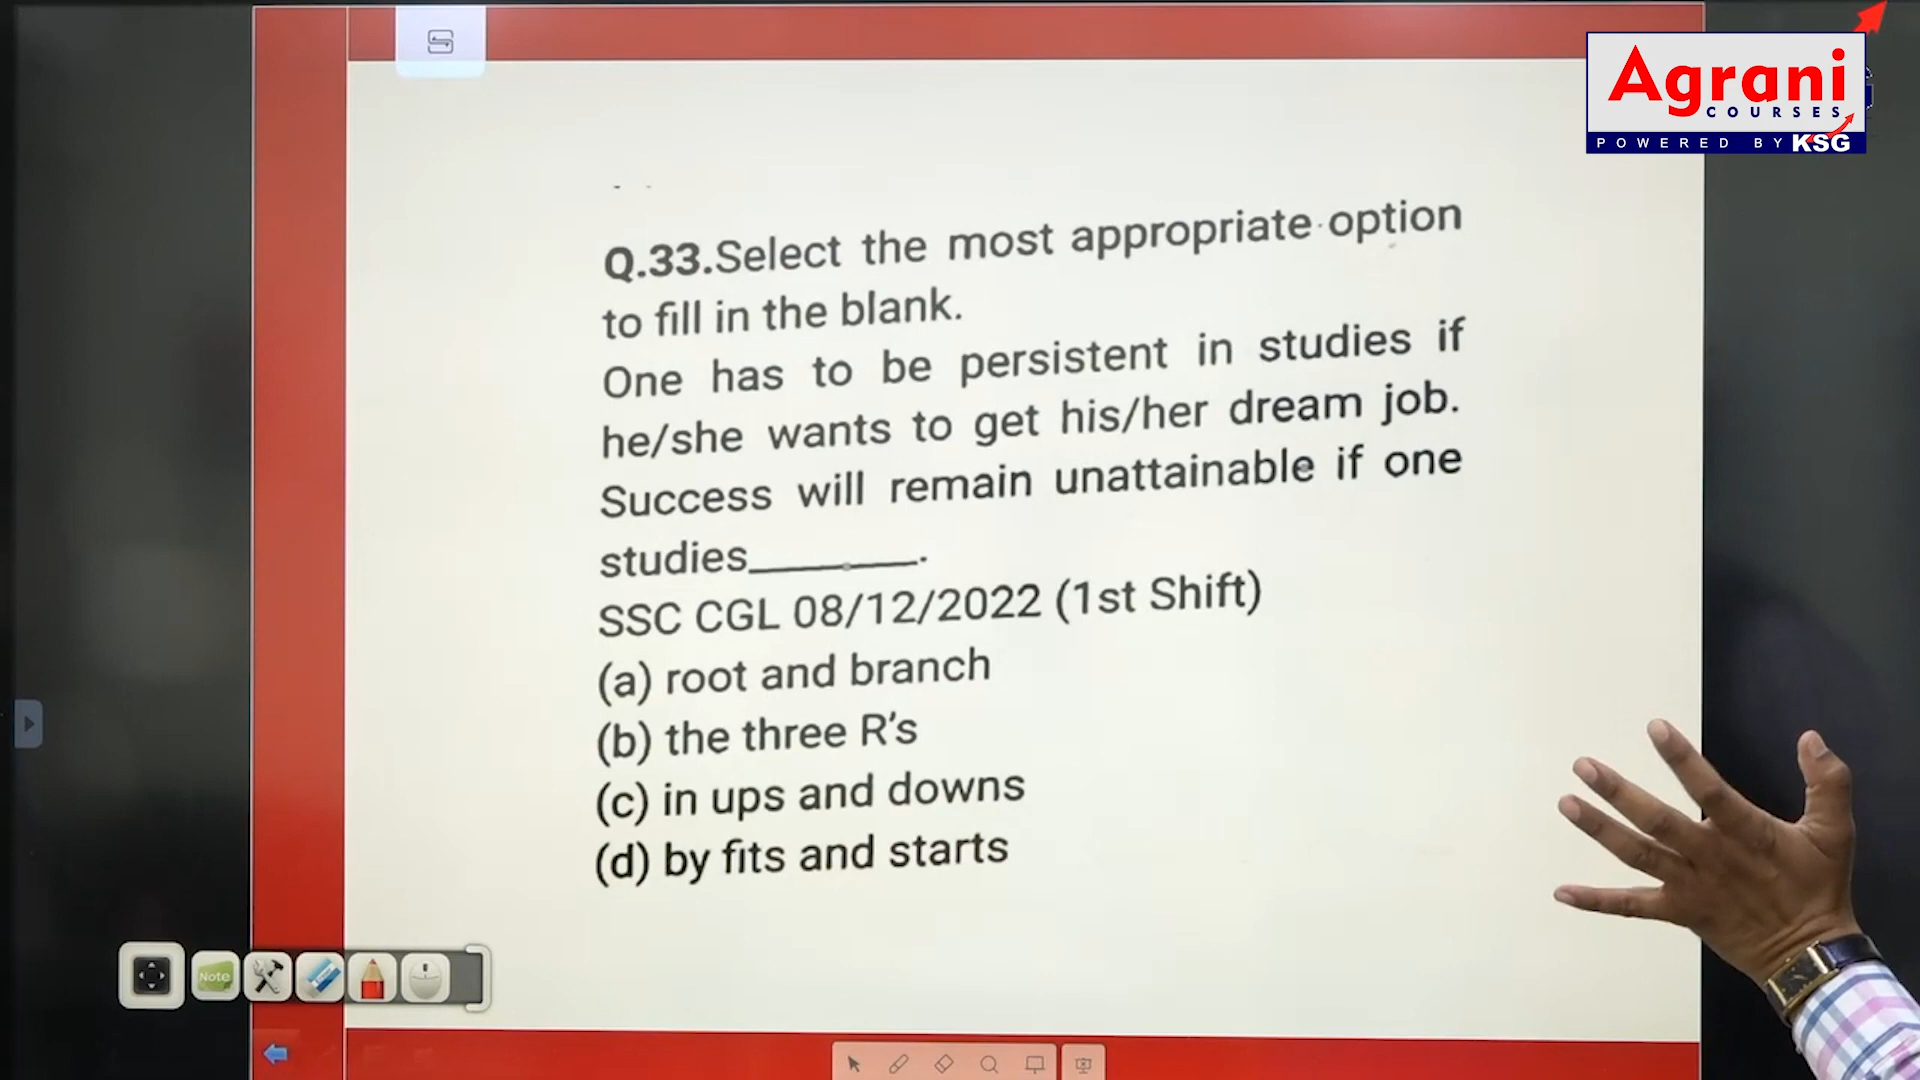 Agrani
COURSES
POWERED BY KSG
Q.33.Select the most appropriate option
to fill in the blank.
One has to be persistent in studies if
he/she wants to get his/her dream job.
Success will remain unattainable if one
studies_______.
SSC CGL 08/12/2022 (1st Shift)
(a) root and branch
(b) the three R's
(c) in ups and downs
(d) by fits and starts
Note